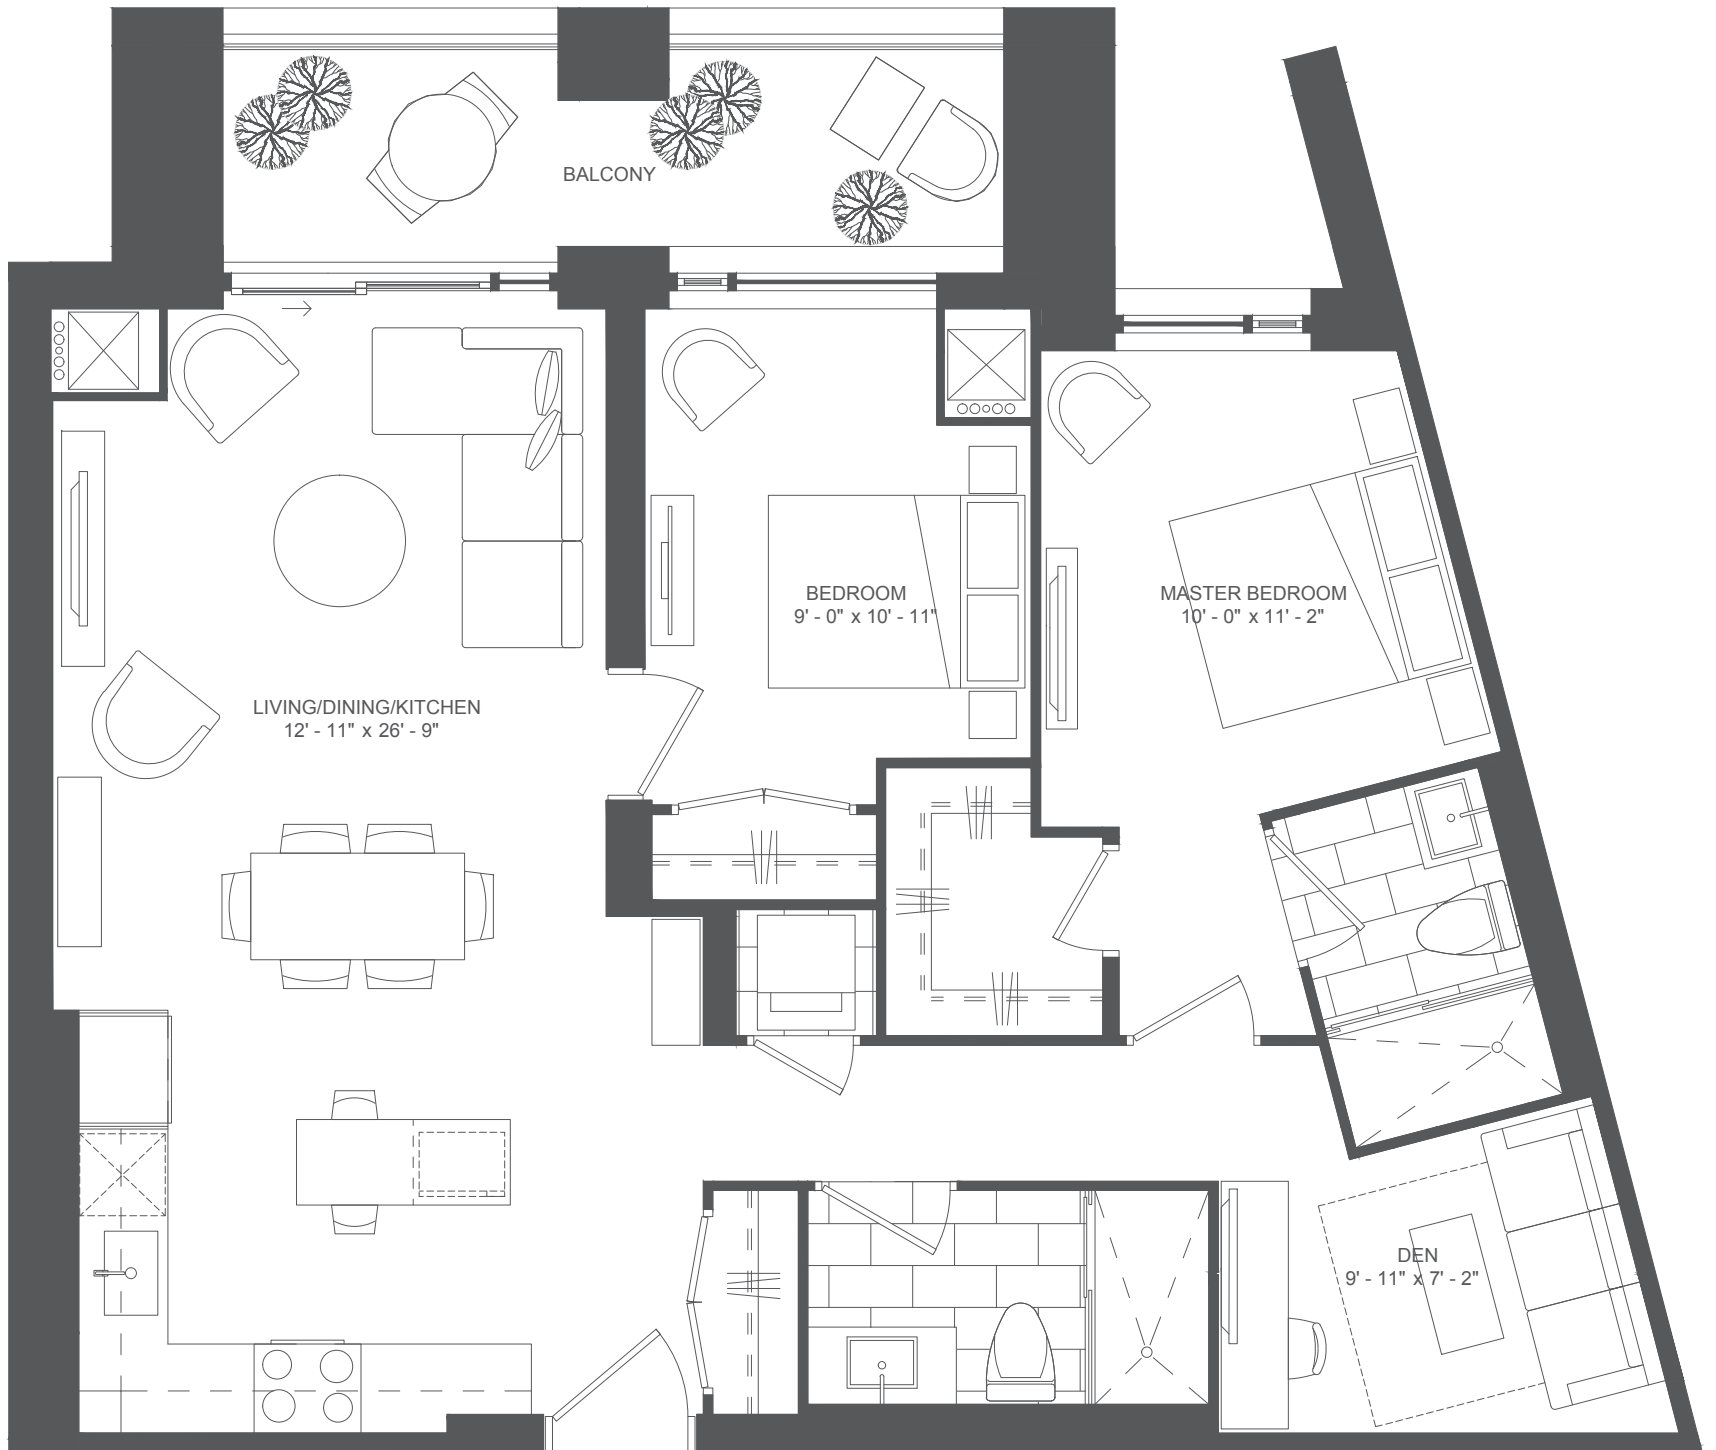 BALCONY
BEDROOM
9' - 0" x 10' - 11"
MASTER BEDROOM
10' - 0" x 11' - 2"
LIVING/DINING/KITCHEN
12' - 11" x 26' - 9"
DEN
9' - 11" x 7' - 2"